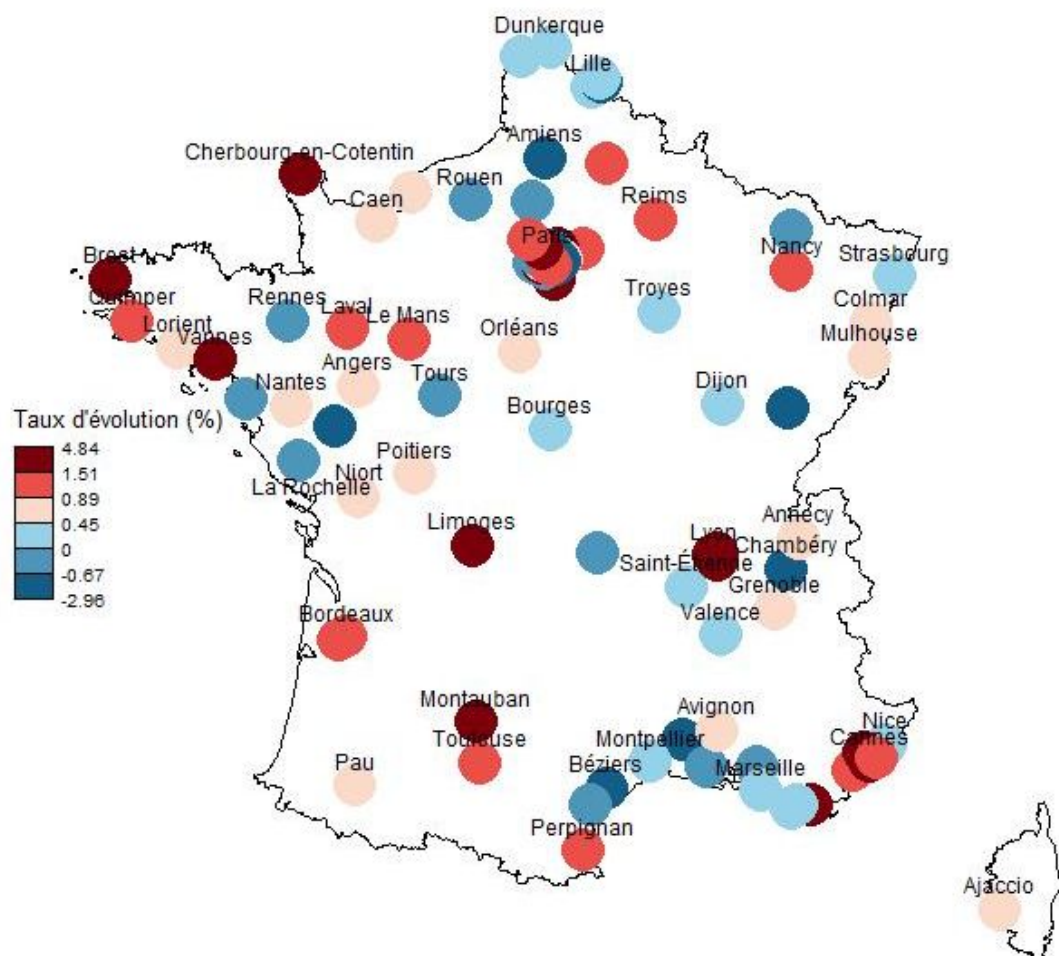 Dunkerque
Lille
Amiens
Cherbourg-en-Cotentin
Rouen
Reims
Caen
Paris
Nancy
Strasbourg
Brest
Quimper
Rennes
Laval
Le Mans
Troyes
Colmar
Lorient
Vannes
Orléans
Mulhouse
Angers
Tours
Nantes
Dijon
Bourges
Taux d'évolution (%)
4.84
1.51
0.89
0.45
0
-0.67
-2.96
Poitiers
Niort
La Rochelle
Limoges
Annecy
Lyon
Chambéry
Saint-Étienne
Grenoble
Valence
Bordeaux
Montauban
Avignon
Nice
Toulouse
Montpellier
Cannes
Pau
Béziers
Marseille
Perpignan
Ajaccio